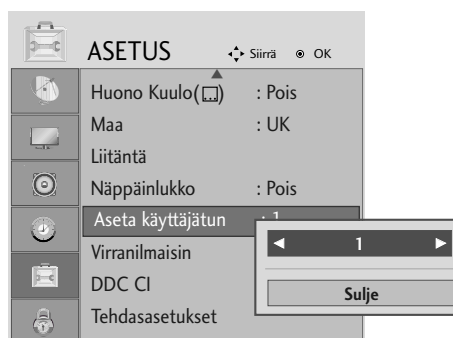 ASETUS Siirrä OK
Huono Kuulo( ) : Pois
Maa : UK
Liitäntä
Näppäinlukko : Pois
Aseta käyttäjätun : 1
1
Virranilmaisin
DDC CI
Sulje
Tehdasasetukset